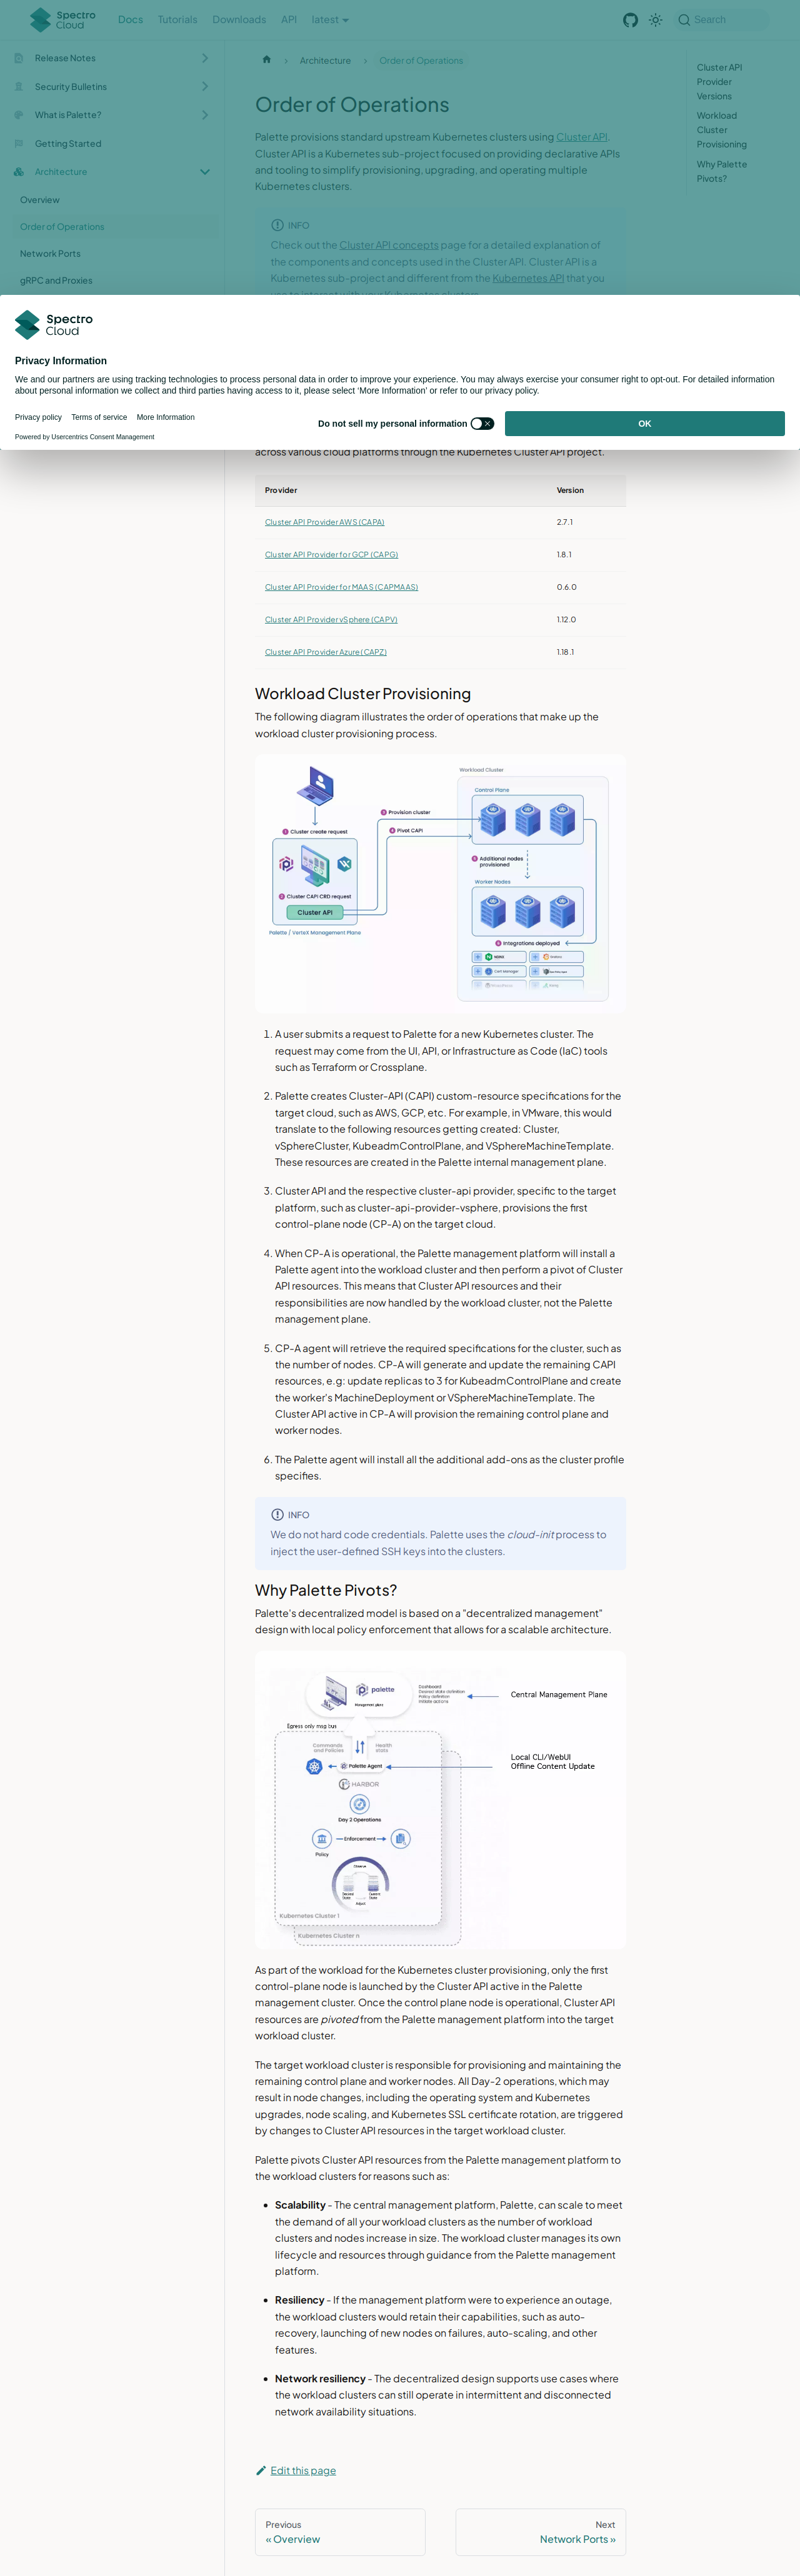 Spectro Cloud
Docs
Tutorials
Downloads
API
latest
Search
Release Notes
Security Bulletins
What is Palette?
Getting Started
Architecture
Overview
Order of Operations
Network Ports
gRPC and Proxies
Architecture
Order of Operations
Cluster API
Provider
Versions
Workload
Cluster
Provisioning
Why Palette
Pivots?
Order of Operations
Palette provisions standard upstream Kubernetes clusters using Cluster API.
Cluster API is a Kubernetes sub-project focused on providing declarative APIs
and tooling to simplify provisioning, upgrading, and operating multiple
Kubernetes clusters.
INFO
Check out the Cluster API concepts page for a detailed explanation of
the components and concepts used in the Cluster API. Cluster API is a
Kubernetes sub-project and different from the Kubernetes API that you
Spectro Cloud
Privacy Information
We and our partners are using tracking technologies to process personal data in order to improve your experience. You may always exercise your consumer right to opt-out. For detailed information
about personal information we collect and third parties having access to it, please select ‘More Information’ or refer to our privacy policy.
Privacy policy
Terms of service
More Information
Do not sell my personal information
OK
Powered by Usercentrics Consent Management
across various cloud platforms through the Kubernetes Cluster API project.
Provider Version
Cluster API Provider AWS (CAPA) 2.7.1
Cluster API Provider for GCP (CAPG) 1.8.1
Cluster API Provider for MAAS (CAPMAAS) 0.6.0
Cluster API Provider vSphere (CAPV) 1.12.0
Cluster API Provider Azure (CAPZ) 1.18.1
Workload Cluster Provisioning
The following diagram illustrates the order of operations that make up the
workload cluster provisioning process.
Workload Cluster
Control Plane
3 Provision cluster
1 Cluster create request
4 Pivot CAPI
5 Additional nodes
provisioned
2 Cluster CAPI CRD request
Worker Nodes
Cluster API
Palette / VerteX Management Plane
6 Integrations deployed
NGINX
Cert Manager
1. A user submits a request to Palette for a new Kubernetes cluster. The
request may come from the UI, API, or Infrastructure as Code (IaC) tools
such as Terraform or Crossplane.
2. Palette creates Cluster-API (CAPI) custom-resource specifications for the
target cloud, such as AWS, GCP, etc. For example, in VMware, this would
translate to the following resources getting created: Cluster,
vSphereCluster, KubeadmControlPlane, and VSphereMachineTemplate.
These resources are created in the Palette internal management plane.
3. Cluster API and the respective cluster-api provider, specific to the target
platform, such as cluster-api-provider-vsphere, provisions the first
control-plane node (CP-A) on the target cloud.
4. When CP-A is operational, the Palette management platform will install a
Palette agent into the workload cluster and then perform a pivot of Cluster
API resources. This means that Cluster API resources and their
responsibilities are now handled by the workload cluster, not the Palette
management plane.
5. CP-A agent will retrieve the required specifications for the cluster, such as
the number of nodes. CP-A will generate and update the remaining CAPI
resources, e.g: update replicas to 3 for KubeadmControlPlane and create
the worker's MachineDeployment or VSphereMachineTemplate. The
Cluster API active in CP-A will provision the remaining control plane and
worker nodes.
6. The Palette agent will install all the additional add-ons as the cluster profile
specifies.
INFO
We do not hard code credentials. Palette uses the cloud-init process to
inject the user-defined SSH keys into the clusters.
Why Palette Pivots?
Palette's decentralized model is based on a "decentralized management"
design with local policy enforcement that allows for a scalable architecture.
palette
Management plane
Dashboard
Desired state definition
Policy definition
Initiate actions
Central Management Plane
Egress only msg bus
Commands
and Policies
Health
stats
Palette Agent
Local CLI/WebUI
Offline Content Update
HARBOR
Day 2 Operations
Enforcement
Policy
Observe
Desired State
Current State
Adjust
Kubernetes Cluster 1
Kubernetes Cluster n
As part of the workload for the Kubernetes cluster provisioning, only the first
control-plane node is launched by the Cluster API active in the Palette
management cluster. Once the control plane node is operational, Cluster API
resources are pivoted from the Palette management platform into the target
workload cluster.
The target workload cluster is responsible for provisioning and maintaining the
remaining control plane and worker nodes. All Day-2 operations, which may
result in node changes, including the operating system and Kubernetes
upgrades, node scaling, and Kubernetes SSL certificate rotation, are triggered
by changes to Cluster API resources in the target workload cluster.
Palette pivots Cluster API resources from the Palette management platform to
the workload clusters for reasons such as:
Scalability - The central management platform, Palette, can scale to meet
the demand of all your workload clusters as the number of workload
clusters and nodes increase in size. The workload cluster manages its own
lifecycle and resources through guidance from the Palette management
platform.
Resiliency - If the management platform were to experience an outage,
the workload clusters would retain their capabilities, such as auto-
recovery, launching of new nodes on failures, auto-scaling, and other
features.
Network resiliency - The decentralized design supports use cases where
the workload clusters can still operate in intermittent and disconnected
network availability situations.
Edit this page
Previous
« Overview
Next
Network Ports »